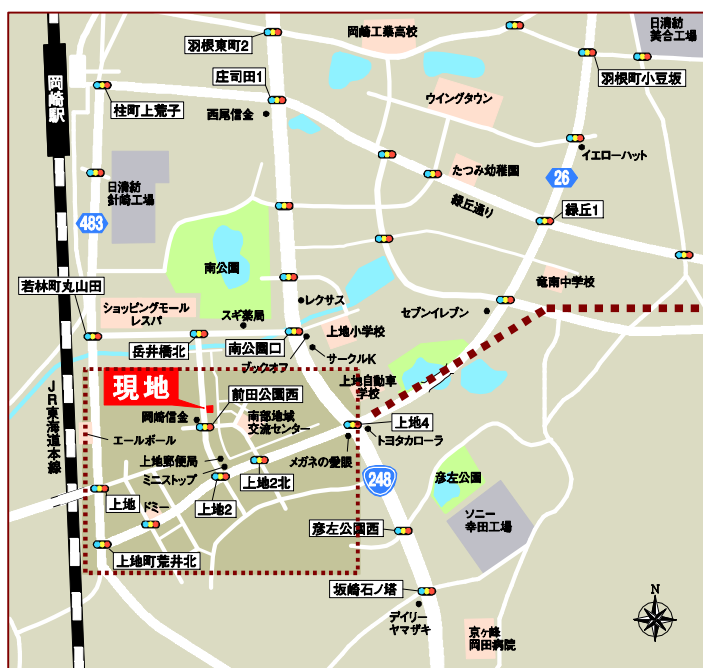 日清紡
美合工場
羽根東町2
岡崎工業高校
羽根町小豆坂
岡崎駅
庄司田1
柱町上荒子
西尾信金
ウイングタウン
イエローハット
たつみ幼稚園
26
日清紡
針崎工場
緑丘通り
緑丘1
483
南公園
竜南中学校
若林町丸山田
レクサス
ショッピングモール
レスパ
セブンイレブン
スギ薬局
上地小学校
岳井橋北
南公園口
サークルK
ブックオフ
現地
前田公園西
上地自動車
学校
JR東海道本線
岡崎信金
南部地域
交流センター
上地4
エールボール
トヨタカローラ
上地郵便局
メガネの愛眼
ミニストップ
上地2北
248
彦左公園
上地
ドミー
上地2
ソニー
幸田工場
彦左公園西
上地町荒井北
坂崎石ノ塔
N
デイリー
ヤマザキ
京ヶ峰
岡田病院